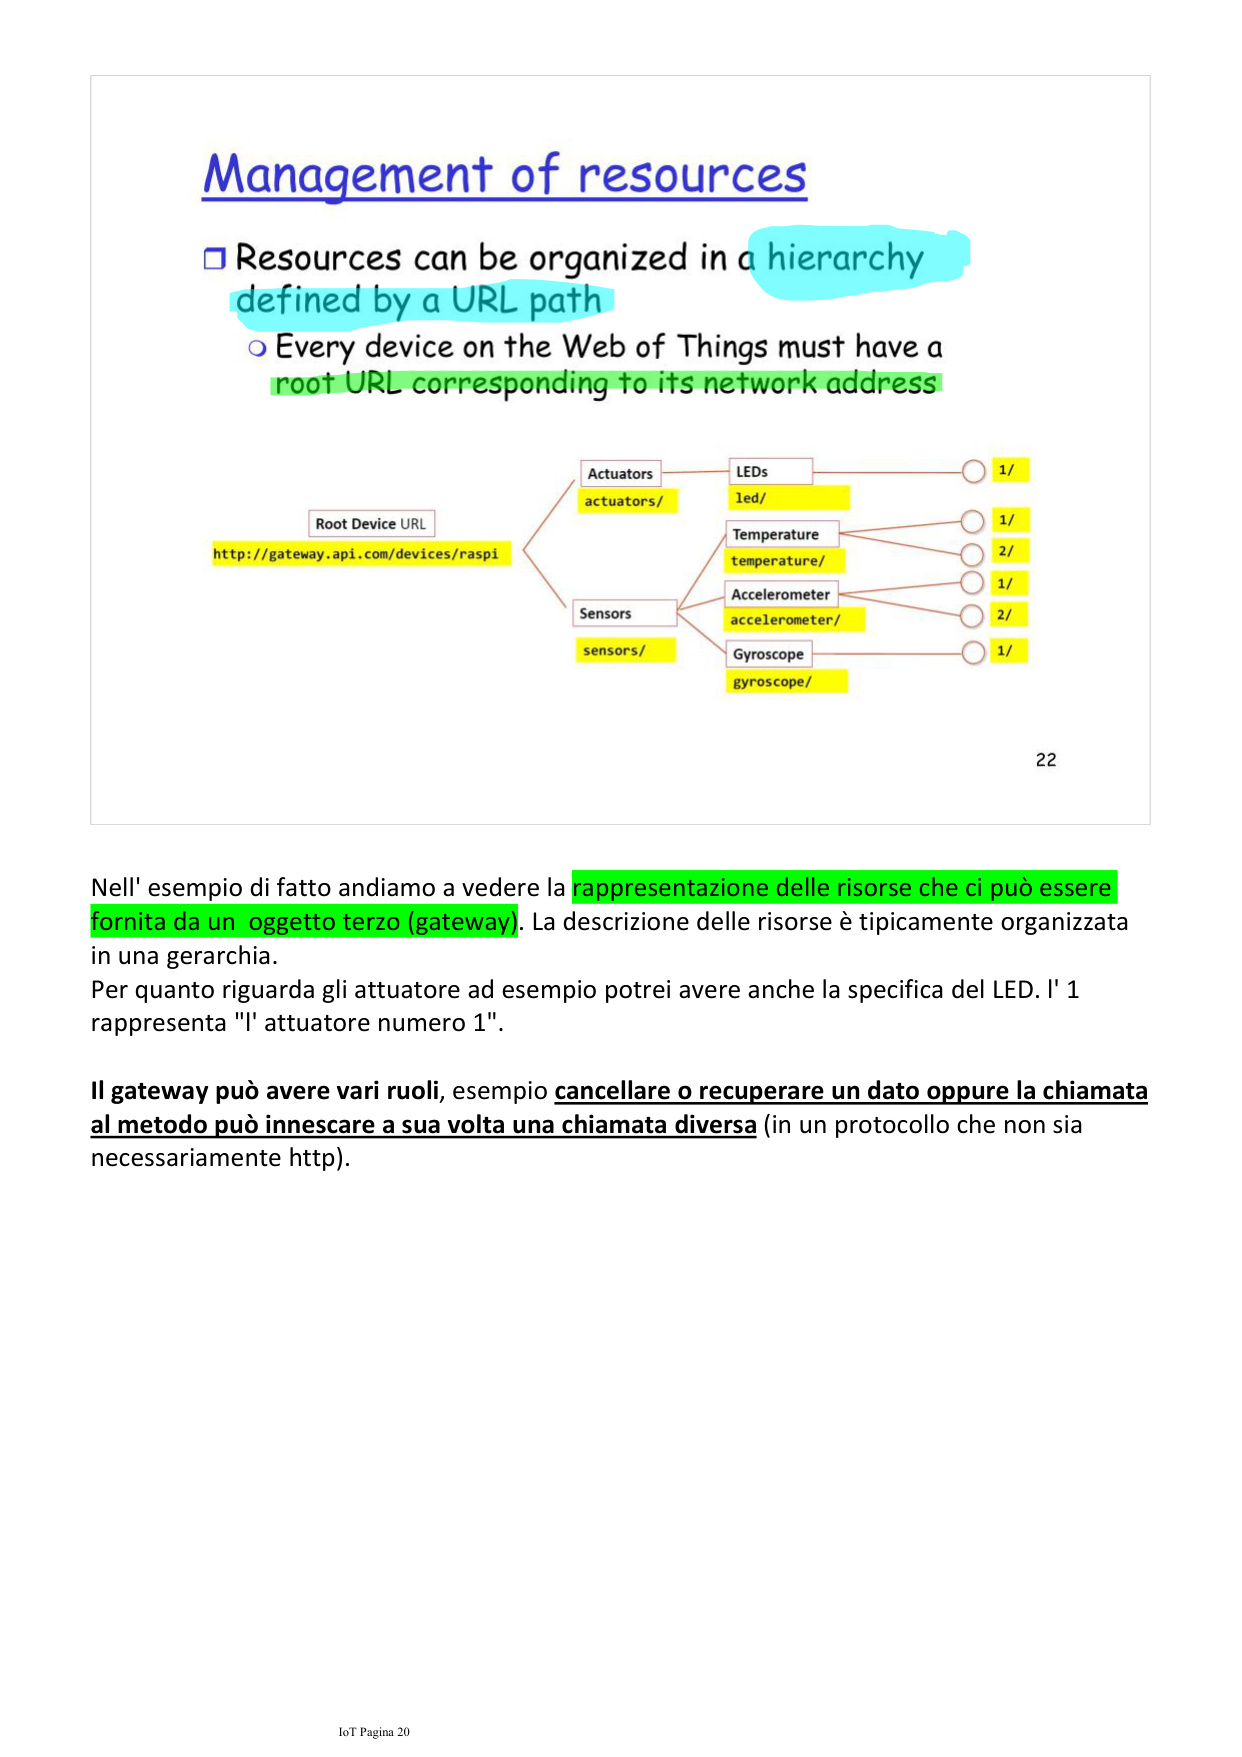 Management of resources
Resources can be organized in a hierarchy
defined by a URL path
Every device on the Web of Things must have a
root URL corresponding to its network address
Root Device URL
http://gateway.api.com/devices/raspi
Actuators
actuators/
LEDs
led/
1/
Sensors
sensors/
Temperature
temperature/
1/
2/
Accelerometer
accelerometer/
1/
2/
Gyroscope
gyroscope/
1/
22
Nell' esempio di fatto andiamo a vedere la rappresentazione delle risorse che ci può essere
fornita da un  oggetto terzo (gateway). La descrizione delle risorse è tipicamente organizzata
in una gerarchia.
Per quanto riguarda gli attuatore ad esempio potrei avere anche la specifica del LED. l' 1
rappresenta "l' attuatore numero 1".
Il gateway può avere vari ruoli, esempio cancellare o recuperare un dato oppure la chiamata
al metodo può innescare a sua volta una chiamata diversa (in un protocollo che non sia
necessariamente http).
IoT Pagina 20